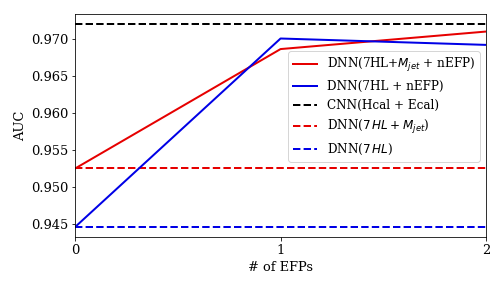 0.970
0.965
0.960
0.955
0.950
0.945
AUC
DNN(7HL+M_jet + nEFP)
DNN(7HL + nEFP)
CNN(Hcal + Ecal)
DNN(7HL + M_jet)
DNN(7HL)
0
1
2
# of EFPs